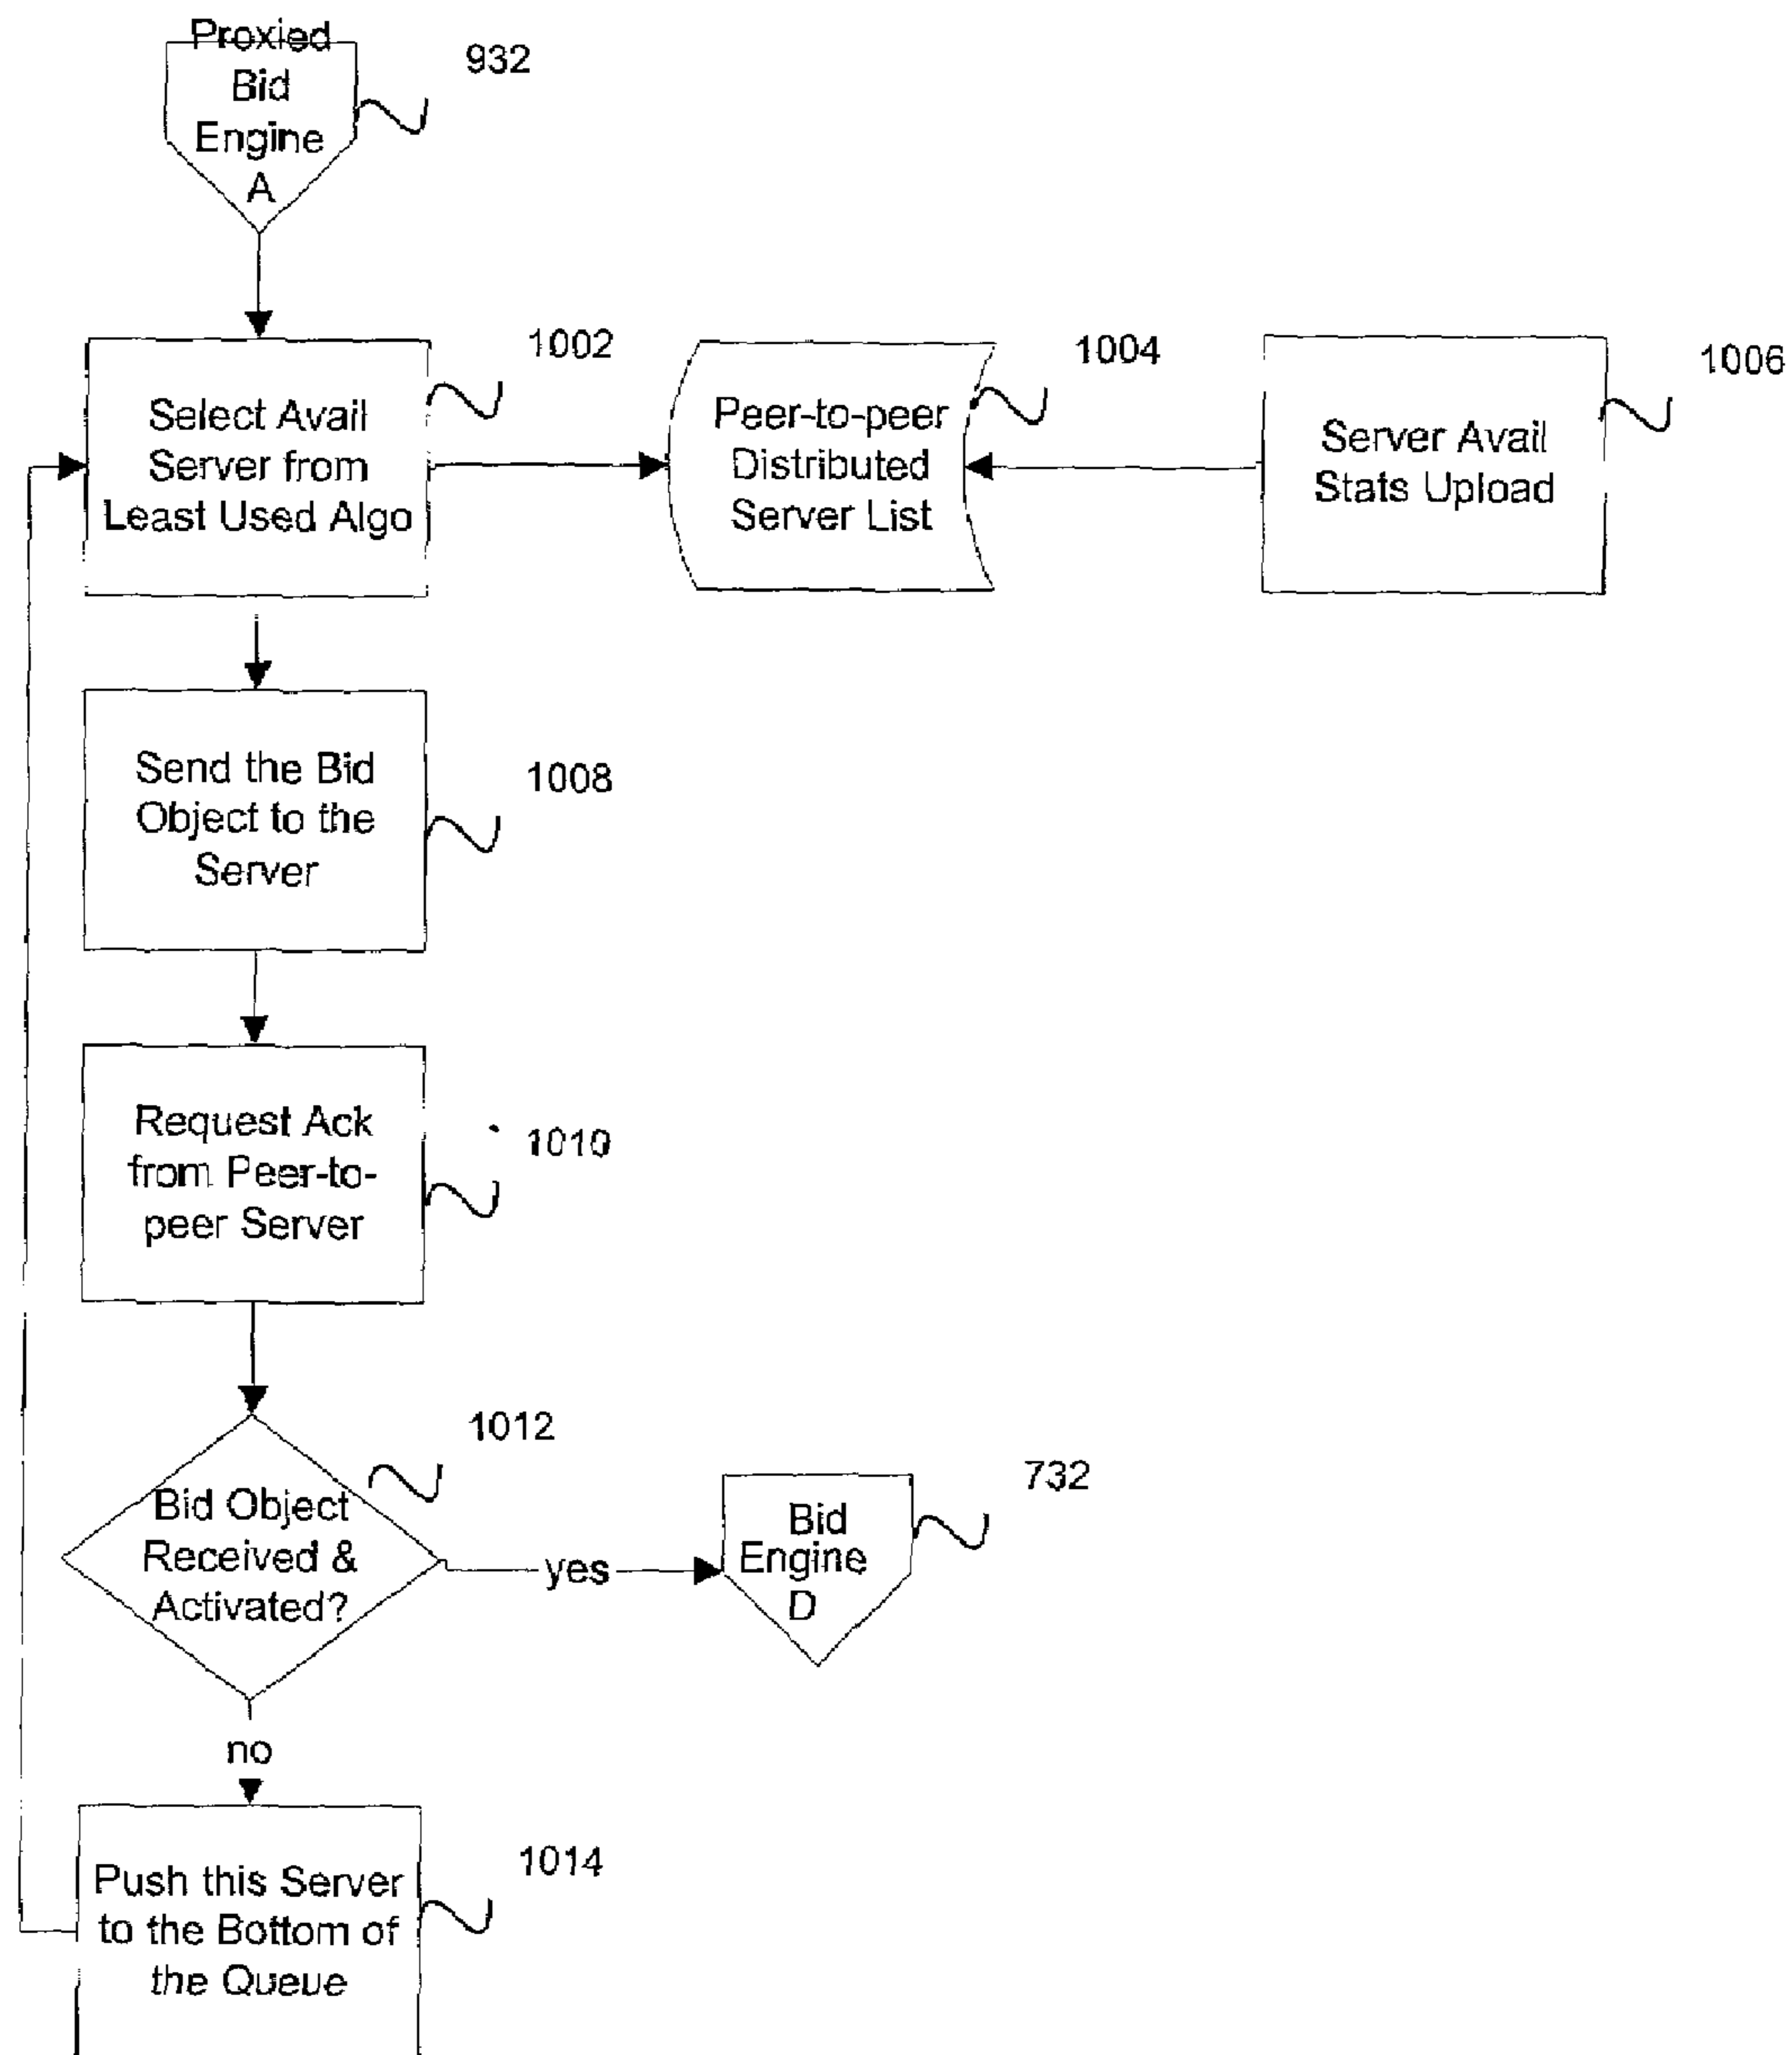 Proxied
Bid
Engine
A
932
Select Avail
Server from
Least Used Algo
1002
Peer-to-peer
Distributed
Server List
1004
Server Avail
Stats Upload
1006
Send the Bid
Object to the
Server
1008
Request Ack
from Peer-to-
peer Server
1010
Bid Object
Received &
Activated?
1012
yes
Bid
Engine
D
732
no
Push this Server
to the Bottom of
the Queue
1014